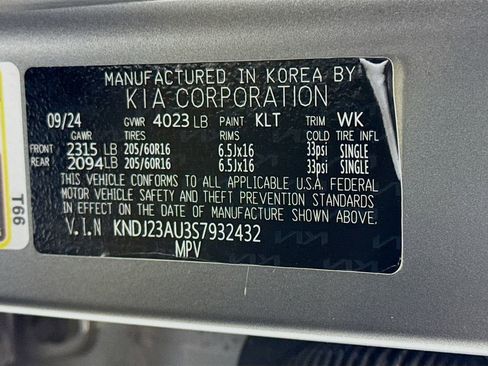 MANUFACTURED IN KOREA BY
KIA CORPORATION
09/24 GVWR 4023 LB PAINT KLT TRIM WK
GAWR TIRES RIMS COLD TIRE INFL
FRONT 2315 LB 205/60R16 6.5Jx16 33psi SINGLE
REAR 2094 LB 205/60R16 6.5Jx16 33psi SINGLE
THIS VEHICLE CONFORMS TO ALL APPLICABLE U.S.A. FEDERAL
MOTOR VEHICLE SAFETY AND THEFT PREVENTION STANDARDS
IN EFFECT ON THE DATE OF MANUFACTURE SHOWN ABOVE.
V.I.N KNDJ23AU3S7932432
MPV
T66